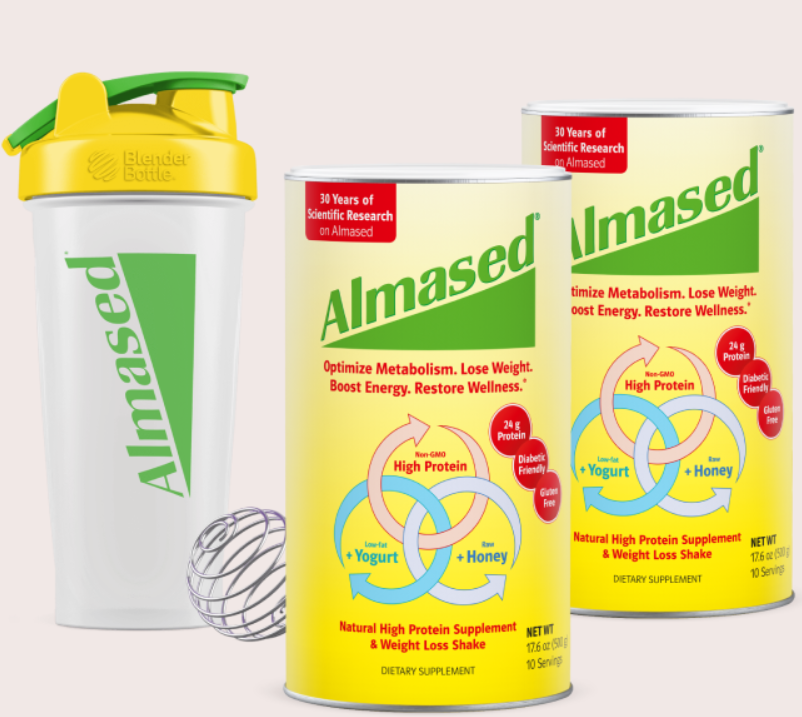 Blender
Bottle™
Almased®
30 Years of
Scientific Research
on Almased
Almased®
Optimize Metabolism. Lose Weight.
Boost Energy. Restore Wellness.*
24 g
Protein
Diabetic
Friendly
Gluten
Free
Non-GMO
High Protein
Low-fat
+ Yogurt
Raw
+ Honey
Natural High Protein Supplement
& Weight Loss Shake
DIETARY SUPPLEMENT
NET WT
17.6 oz (500 g)
10 Servings
30 Years of
Scientific Research
on Almased
Almased®
timize Metabolism. Lose Weight.
oost Energy. Restore Wellness.*
24 g
Protein
Diabetic
Friendly
Gluten
Free
Non-GMO
High Protein
Low-fat
+ Yogurt
Raw
+ Honey
Natural High Protein Supplement
& Weight Loss Shake
DIETARY SUPPLEMENT
NET WT
17.6 oz (500 g)
10 Servings